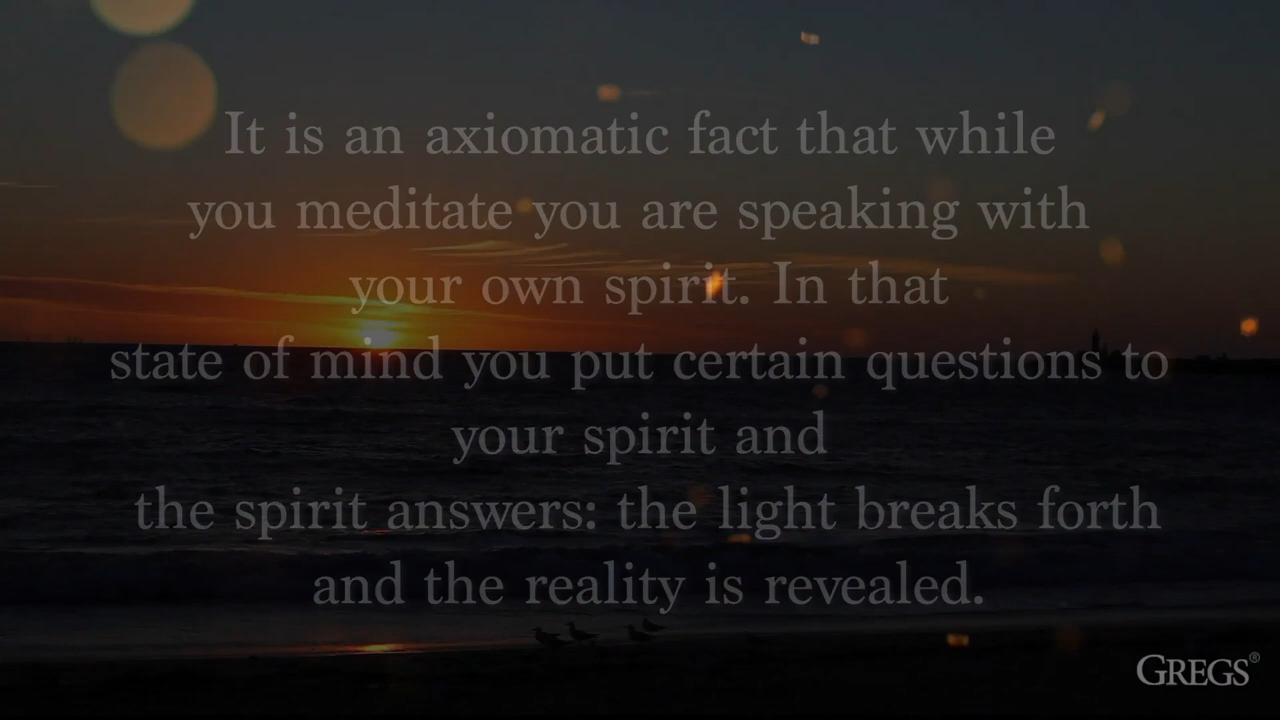 It is an axiomatic fact that while
you meditate you are speaking with
your own spirit. In that
state of mind you put certain questions to
your spirit and
the spirit answers: the light breaks forth
and the reality is revealed.
GREGS®